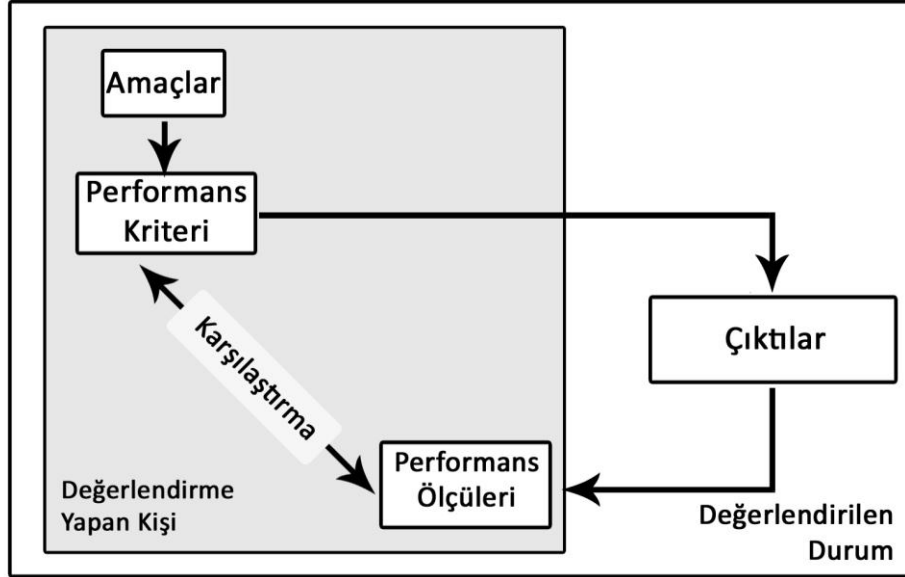 Amaçlar
Performans
Kriteri
Karşılaştırma
Çıktılar
Performans
Ölçüleri
Değerlendirme
Yapan Kişi
Değerlendirilen
Durum